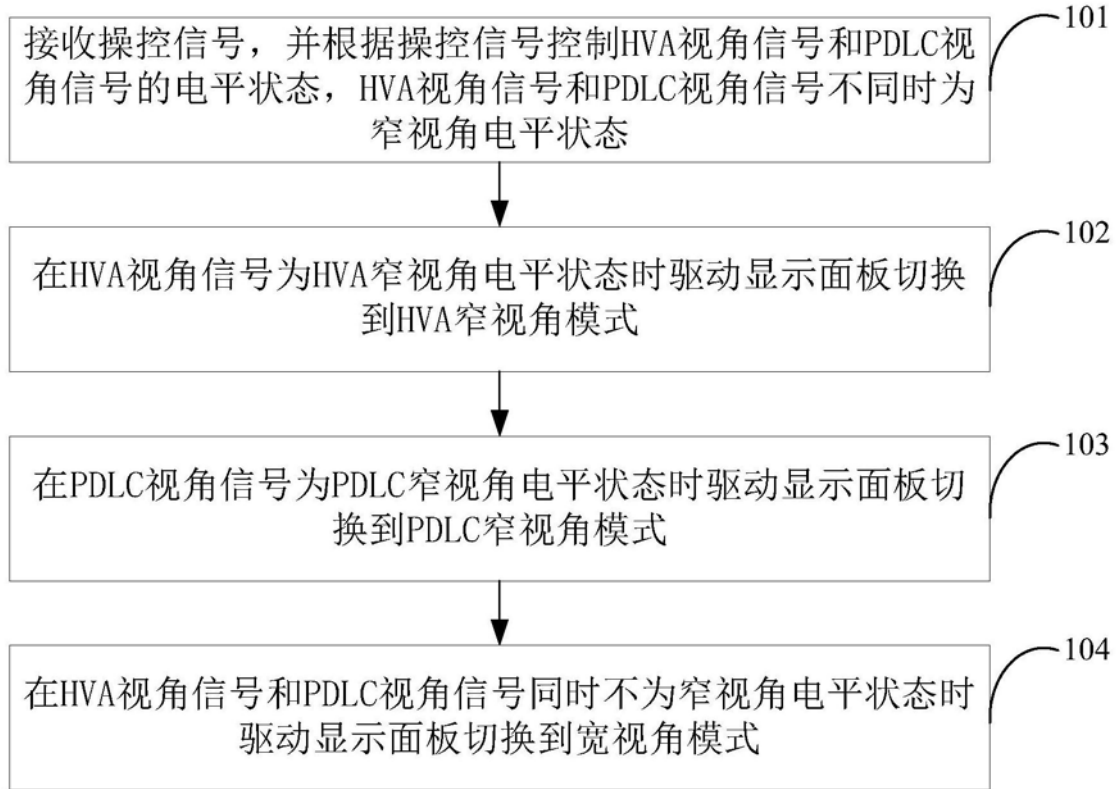 接收操控信号，并根据操控信号控制HVA视角信号和PDLC视
角信号的电平状态，HVA视角信号和PDLC视角信号不同时为
窄视角电平状态
101
在HVA视角信号为HVA窄视角电平状态时驱动显示面板切换
到HVA窄视角模式
102
在PDLC视角信号为PDLC窄视角电平状态时驱动显示面板切
换到PDLC窄视角模式
103
在HVA视角信号和PDLC视角信号同时不为窄视角电平状态时
驱动显示面板切换到宽视角模式
104